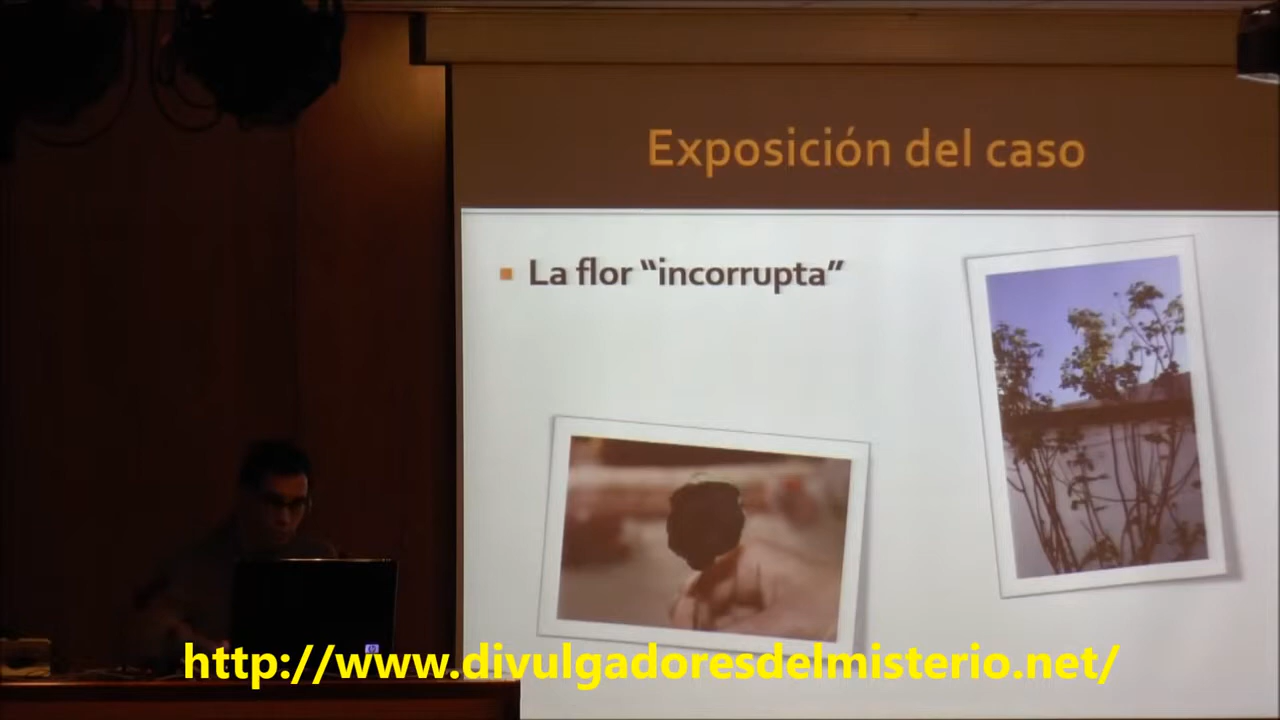 Exposición del caso
La flor “incorrupta”
http://www.divulgadoresdelmisterio.net/